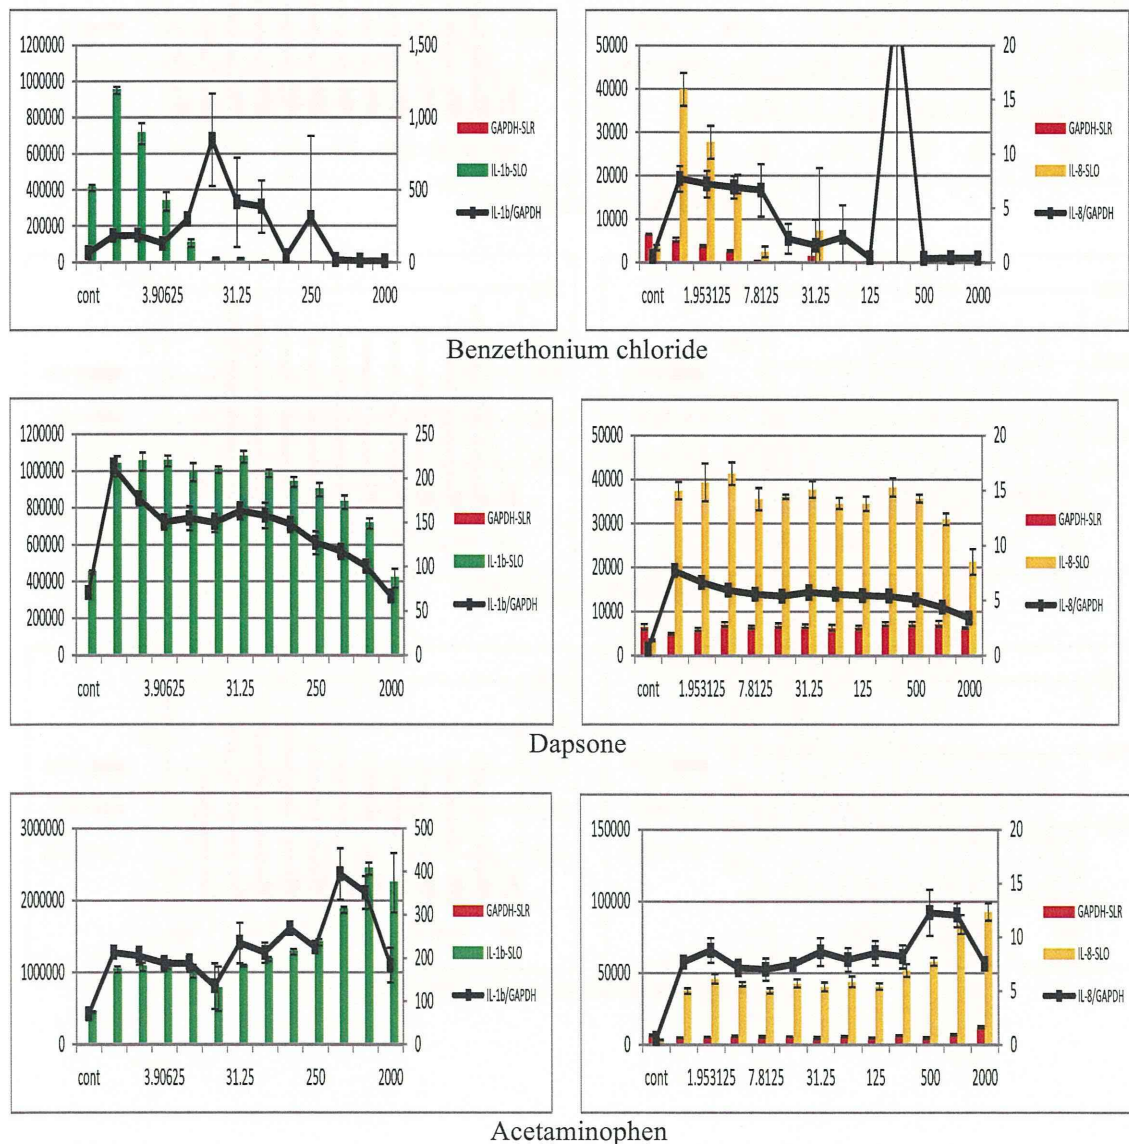 1200000
1000000
800000
600000
400000
200000
0
1,500
1,000
500
0
cont 3.90625 31.25 250 2000
GAPDH-SLR
IL-1b-SLO
IL-1b/GAPDH
50000
40000
30000
20000
10000
0
20
15
10
5
0
cont 1.953125 7.8125 31.25 125 500 2000
GAPDH-SLR
IL-8-SLO
IL-8/GAPDH
Benzethonium chloride
1200000
1000000
800000
600000
400000
200000
0
250
200
150
100
50
0
cont 3.90625 31.25 250 2000
GAPDH-SLR
IL-1b-SLO
IL-1b/GAPDH
50000
40000
30000
20000
10000
0
20
15
10
5
0
cont 1.953125 7.8125 31.25 125 500 2000
GAPDH-SLR
IL-8-SLO
IL-8/GAPDH
Dapsone
3000000
2000000
1000000
0
500
400
300
200
100
0
cont 3.90625 31.25 250 2000
GAPDH-SLR
IL-1b-SLO
IL-1b/GAPDH
150000
100000
50000
0
20
15
10
5
0
cont 1.953125 7.8125 31.25 125 500 2000
GAPDH-SLR
IL-8-SLO
IL-8/GAPDH
Acetaminophen